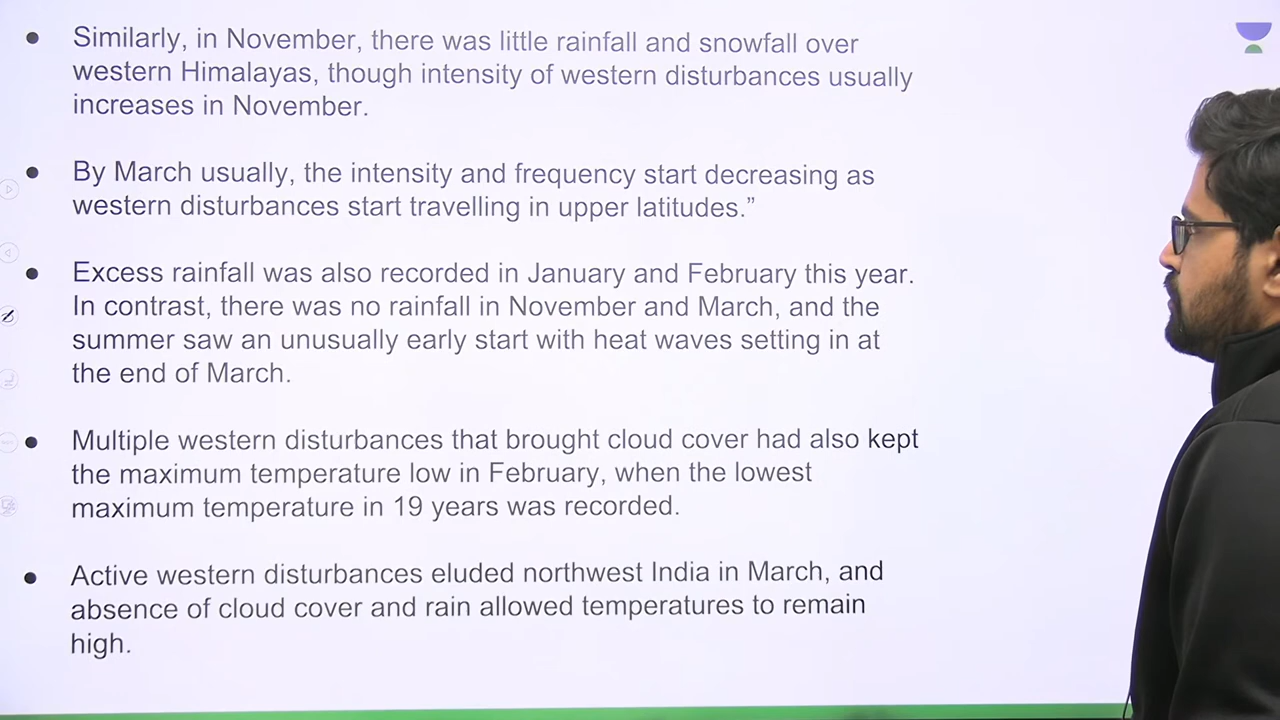 Similarly, in November, there was little rainfall and snowfall over
western Himalayas, though intensity of western disturbances usually
increases in November.
By March usually, the intensity and frequency start decreasing as
western disturbances start travelling in upper latitudes.”
Excess rainfall was also recorded in January and February this year.
In contrast, there was no rainfall in November and March, and the
summer saw an unusually early start with heat waves setting in at
the end of March.
Multiple western disturbances that brought cloud cover had also kept
the maximum temperature low in February, when the lowest
maximum temperature in 19 years was recorded.
Active western disturbances eluded northwest India in March, and
absence of cloud cover and rain allowed temperatures to remain
high.